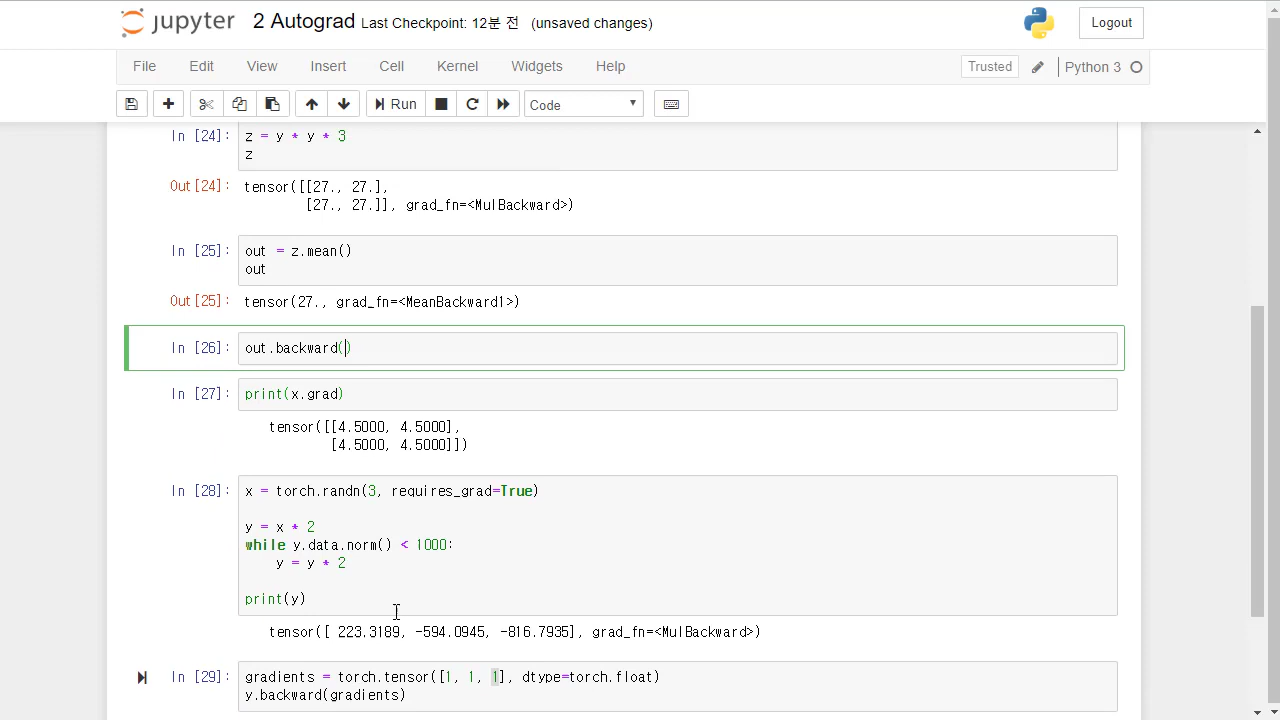 jupyter 2 Autograd Last Checkpoint: 12분 전 (unsaved changes) Logout
File Edit View Insert Cell Kernel Widgets Help Trusted Python 3
Run Code
In [24]: z = y * y * 3
z
Out[24]: tensor([[27., 27.],
[27., 27.]], grad_fn=<MulBackward>)
In [25]: out = z.mean()
out
Out[25]: tensor(27., grad_fn=<MeanBackward1>)
In [26]: out.backward()
In [27]: print(x.grad)
tensor([[4.5000, 4.5000],
[4.5000, 4.5000]])
In [28]: x = torch.randn(3, requires_grad=True)
y = x * 2
while y.data.norm() < 1000:
y = y * 2
print(y)
tensor([ 223.3189, -594.0945, -816.7935], grad_fn=<MulBackward>)
In [29]: gradients = torch.tensor([1, 1, 1], dtype=torch.float)
y.backward(gradients)